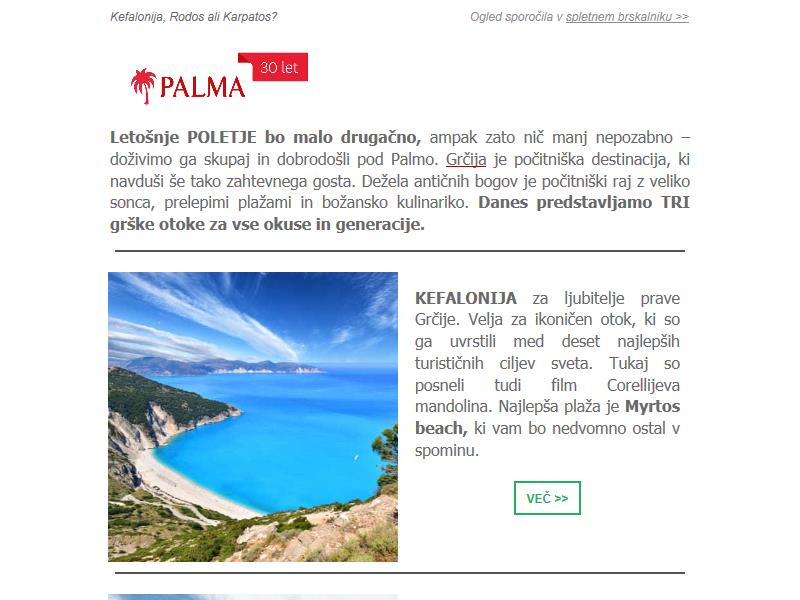 Kefalonija, Rodos ali Karpatos?
Ogled sporočila v spletnem brskalniku >>
PALMA
30 let
Letošnje POLETJE bo malo drugačno, ampak zato nič manj nepozabno –
doživimo ga skupaj in dobrodošli pod Palmo. Grčija je počitniška destinacija, ki
navduši še tako zahtevnega gosta. Dežela antičnih bogov je počitniški raj z veliko
sonca, prelepimi plažami in božansko kulinariko. Danes predstavljamo TRI
grške otoke za vse okuse in generacije.
KEFALONIJA za ljubitelje prave
Grčije. Velja za ikoničen otok, ki so
ga uvrstili med deset najlepših
turističnih ciljev sveta. Tukaj so
posneli tudi film Corellijeva
mandolina. Najlepša plaža je Myrtos
beach, ki vam bo nedvomno ostal v
spominu.
VEČ >>